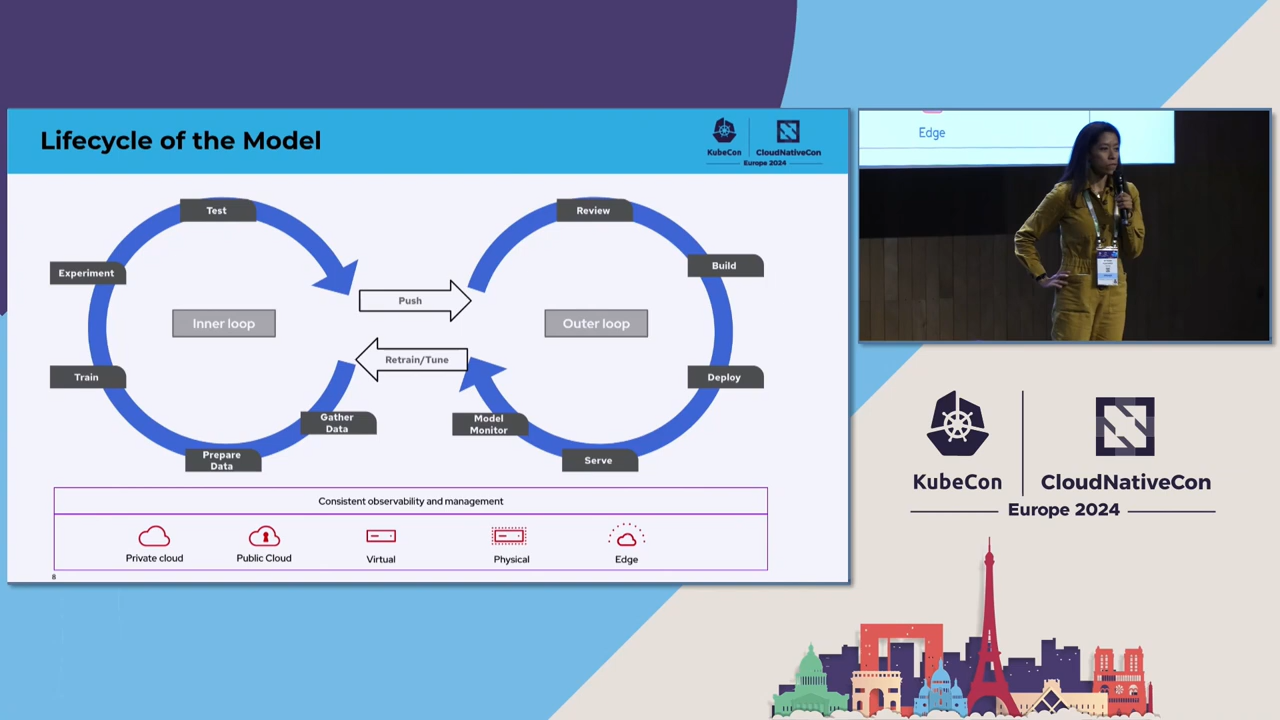 Lifecycle of the Model
KubeCon
CloudNativeCon
Europe 2024
Test
Experiment
Inner loop
Train
Prepare
Data
Gather
Data
Push
Retrain/Tune
Review
Build
Outer loop
Deploy
Serve
Model
Monitor
Consistent observability and management
Private cloud
Public Cloud
Virtual
Physical
Edge
8
Edge
KubeCon
CloudNativeCon
Europe 2024